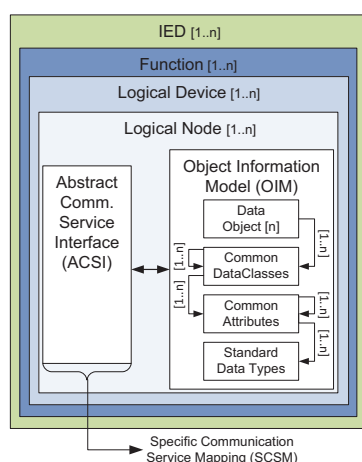 IED [1..n]
Function [1..n]
Logical Device [1..n]
Logical Node [1..n]
Abstract
Comm.
Service
Interface
(ACSI)
Object Information
Model (OIM)
Data
Object [n]
[1..n]
[1..n]
Common
DataClasses
[1..n]
Common
Attributes
[1..n]
[1..n]
Standard
Data Types
Specific Communication
Service Mapping (SCSM)